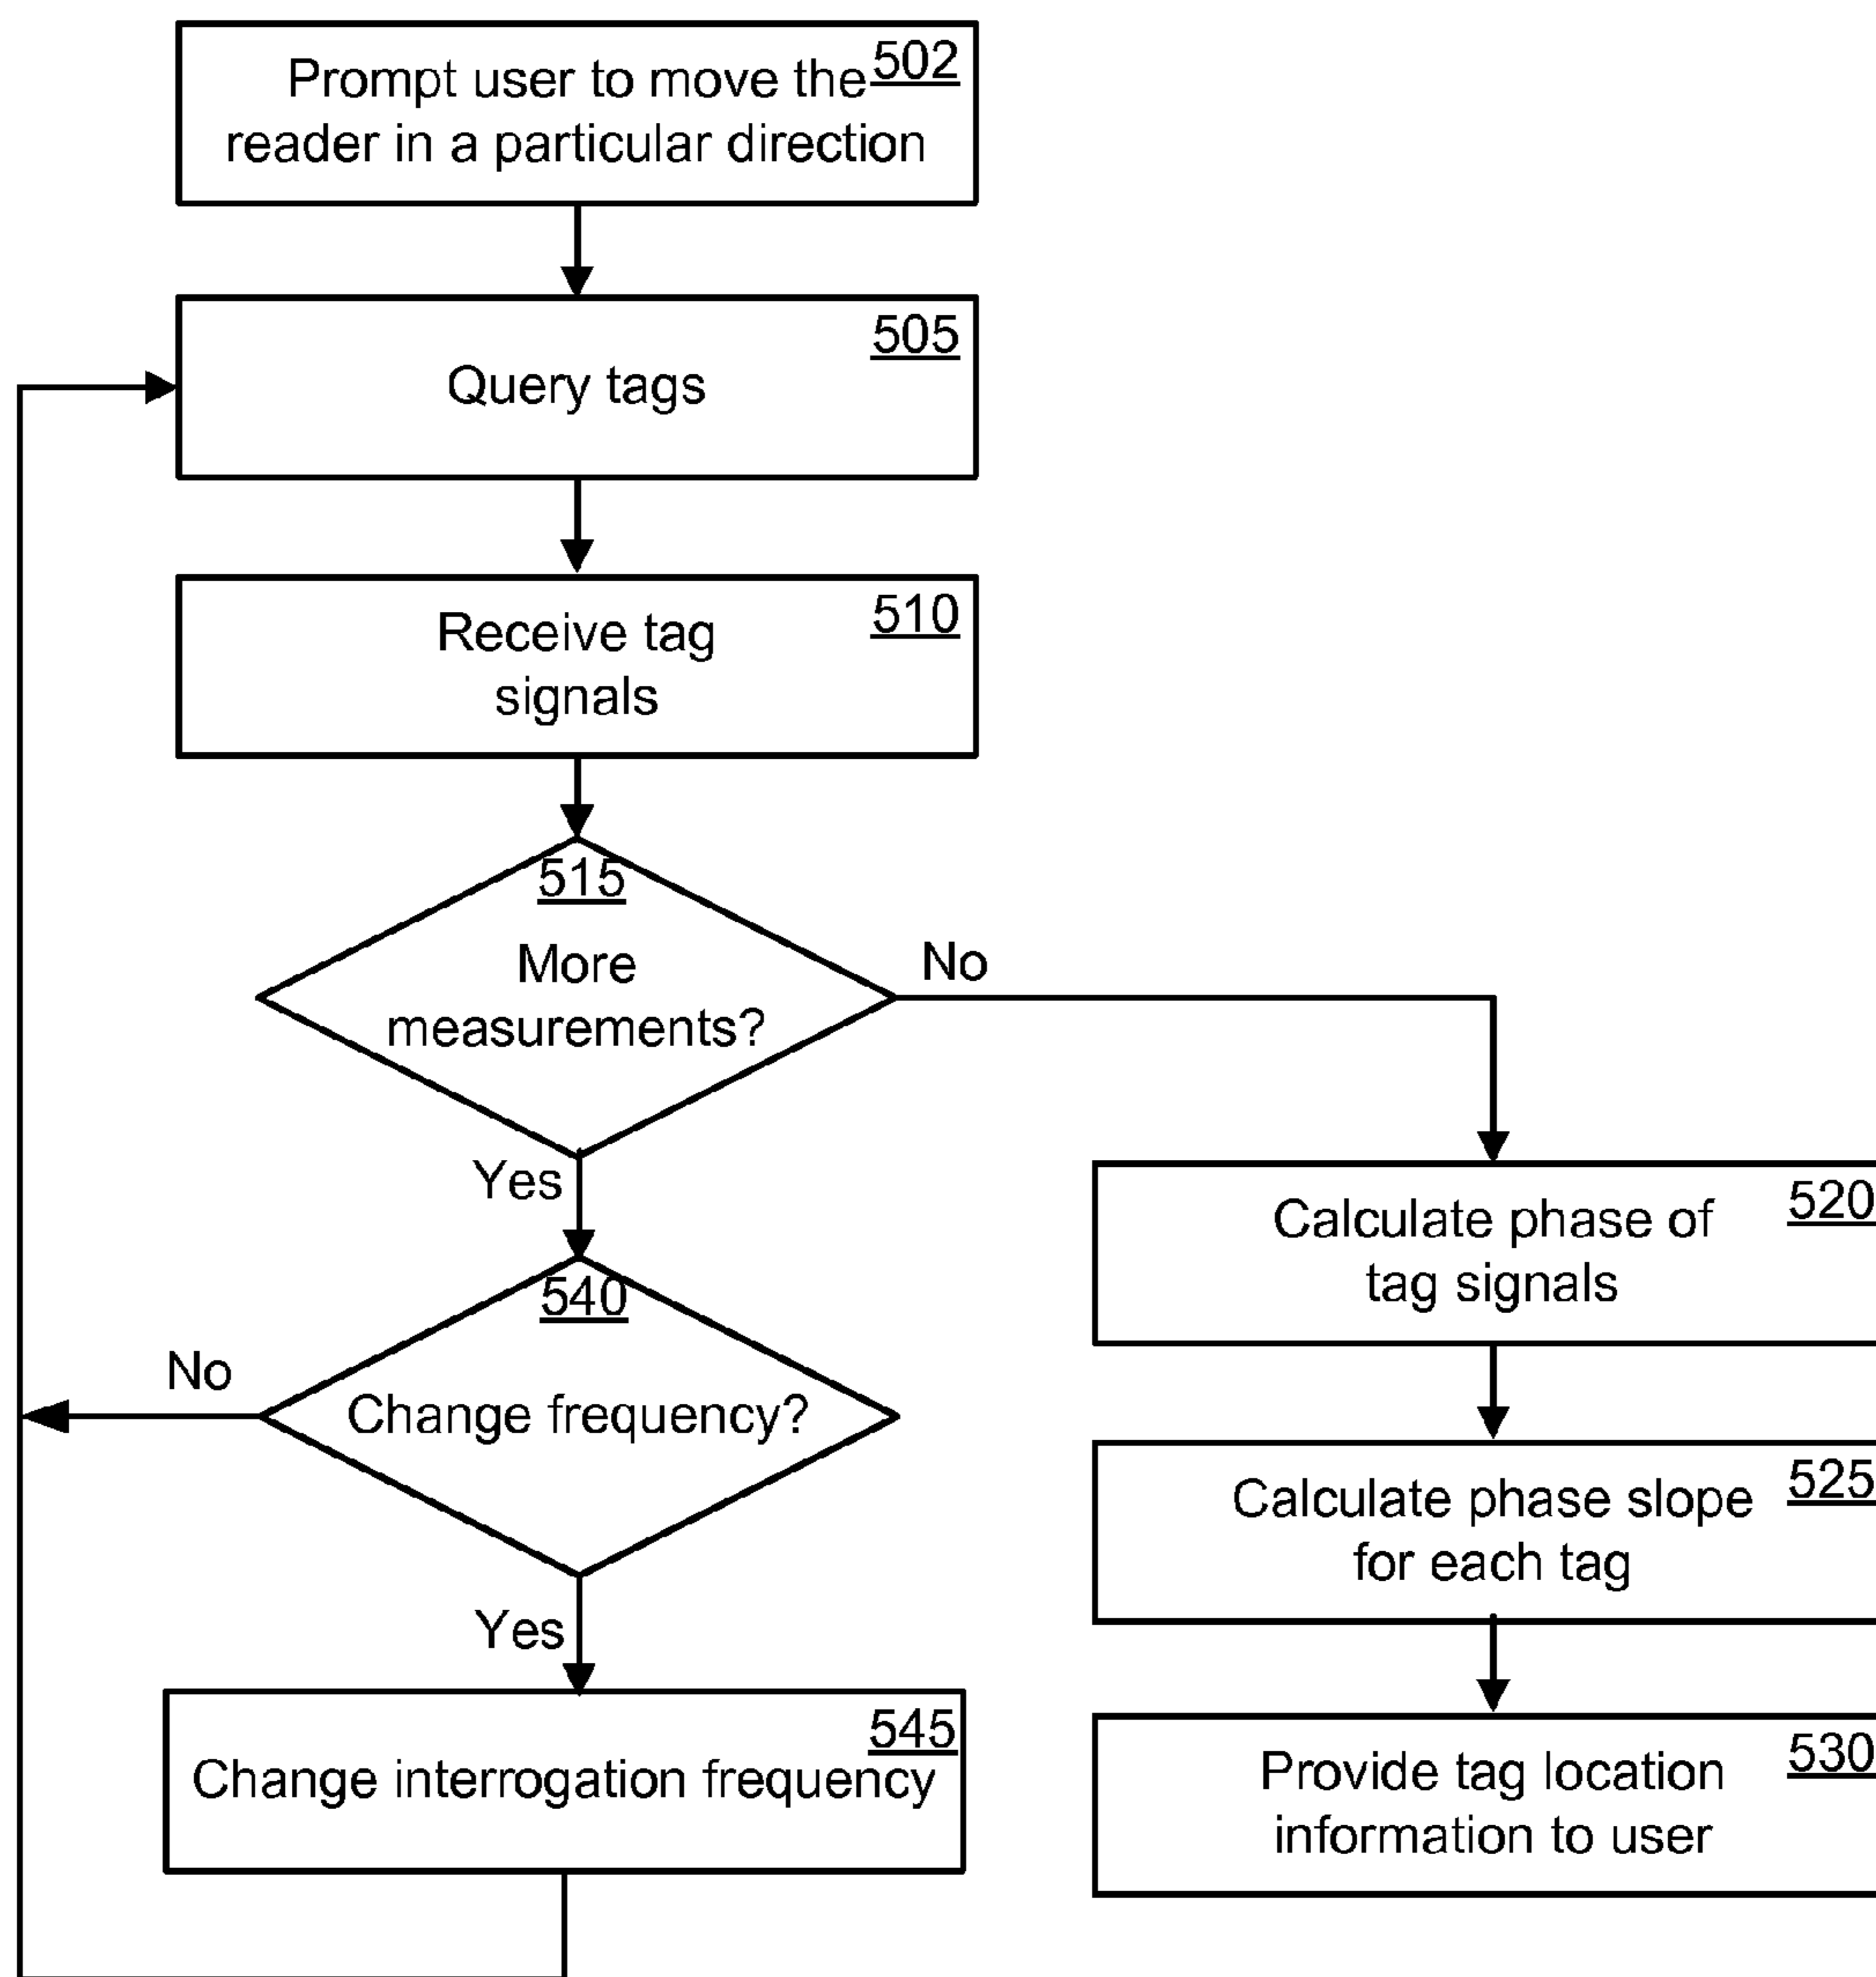 502
Prompt user to move the
reader in a particular direction
505
Query tags
510
Receive tag
signals
515
More
measurements?
No
Yes
540
Change frequency?
No
Yes
545
Change interrogation frequency
520
Calculate phase of
tag signals
525
Calculate phase slope
for each tag
530
Provide tag location
information to user